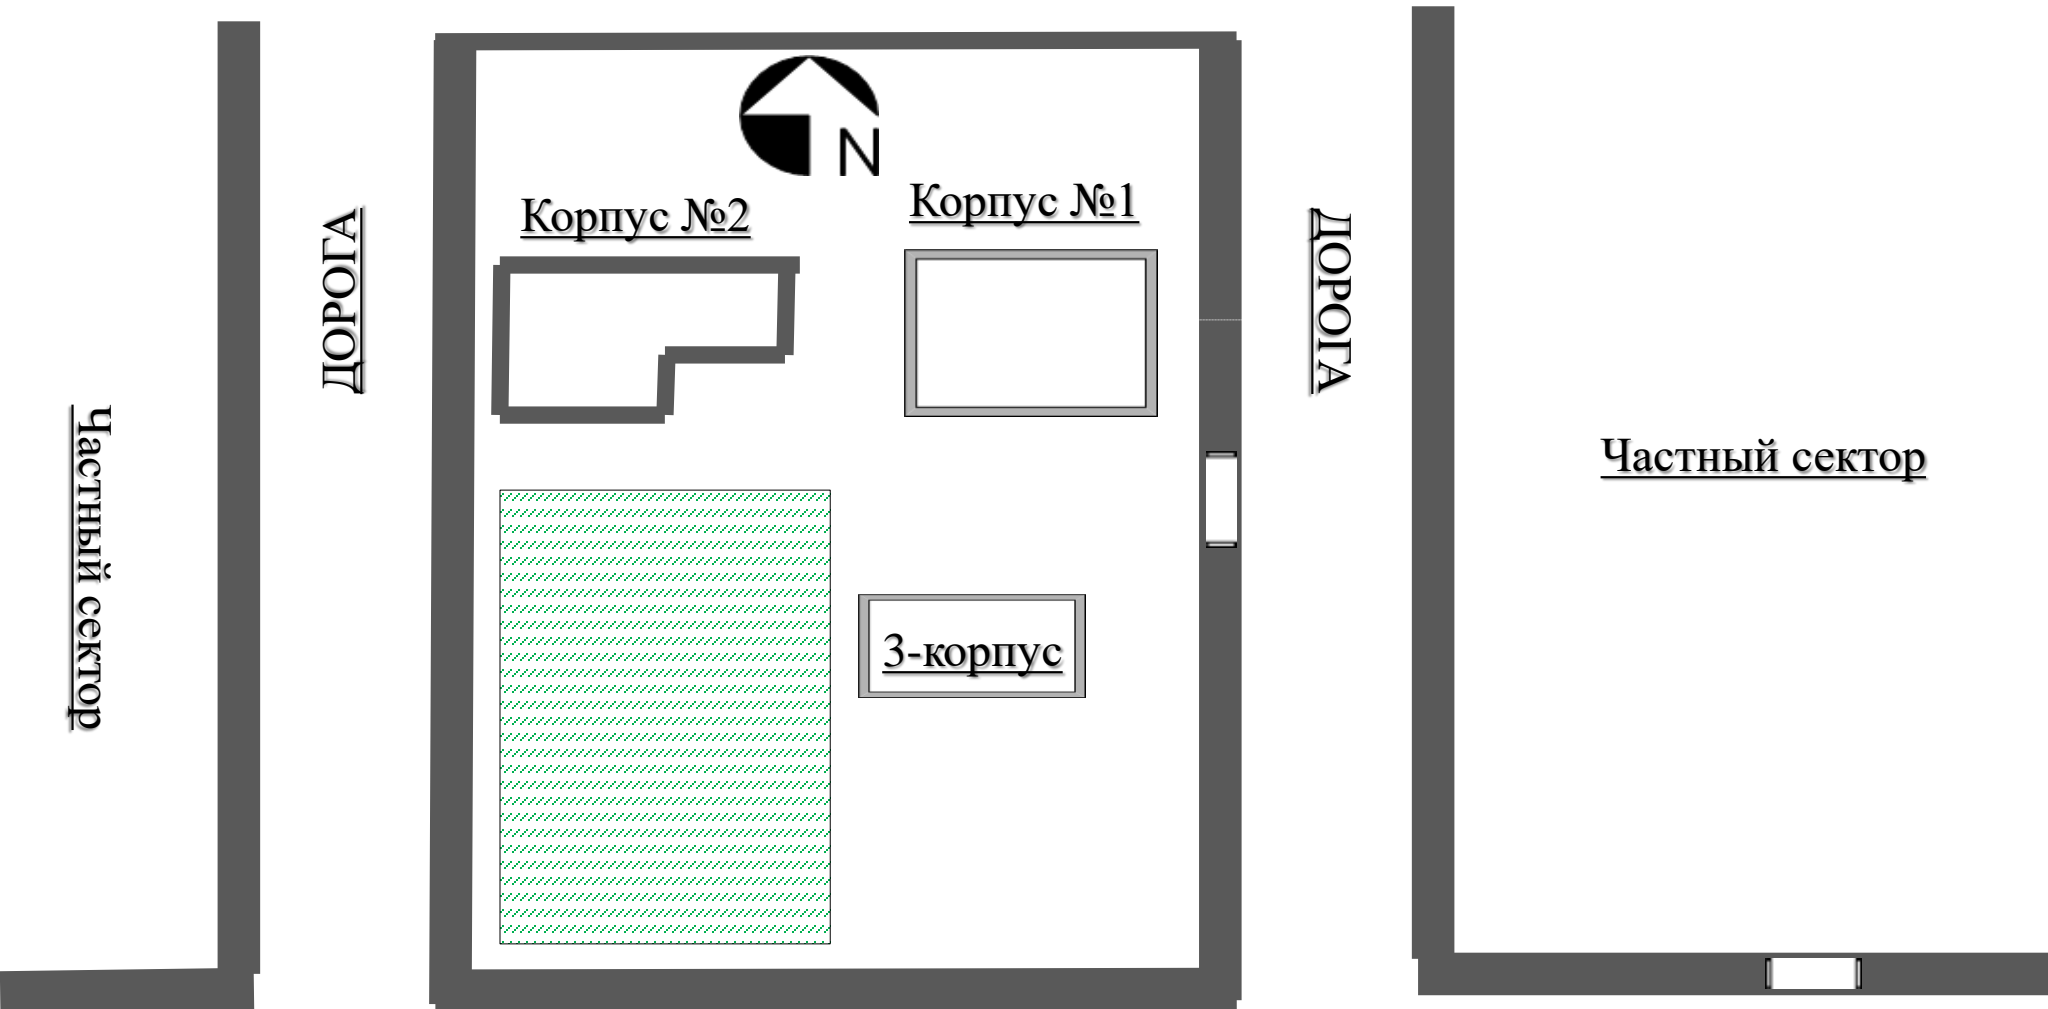 N
Корпус №2
Корпус №1
ДОРОГА
ДОРОГА
Частный сектор
Частный сектор
3-корпус